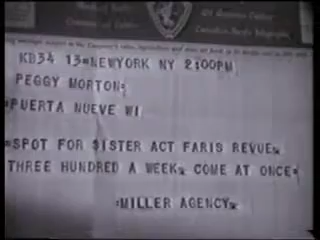 KB34 13=NEWYORK NY 2:00PM
PEGGY MORTON=
=PUERTA NUEVE WI
=SPOT FOR SISTER ACT FARIS REVUE=
THREE HUNDRED A WEEK= COME AT ONCE=
=MILLER AGENCY=